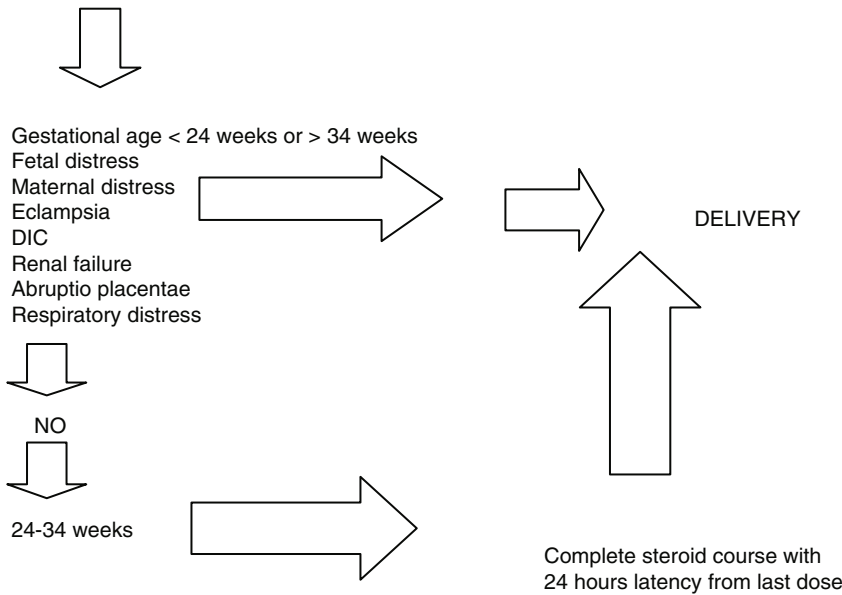 Gestational age < 24 weeks or > 34 weeks
Fetal distress
Maternal distress
Eclampsia
DIC
Renal failure
Abruptio placentae
Respiratory distress
DELIVERY
NO
24-34 weeks
Complete steroid course with
24 hours latency from last dose